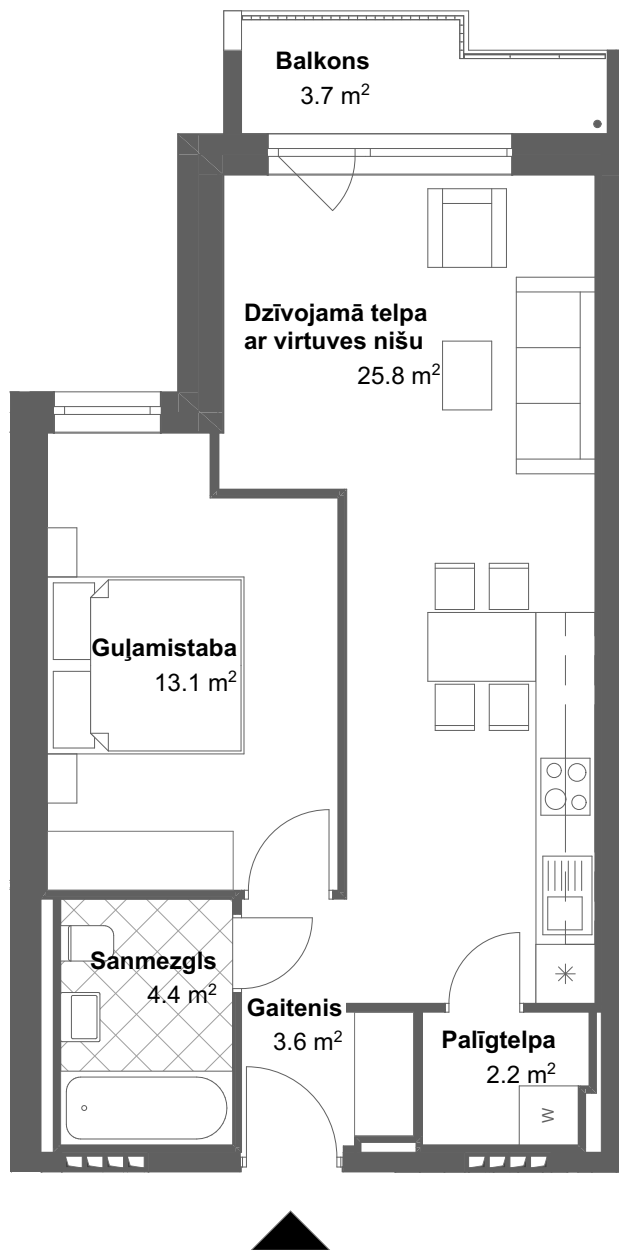 Balkons
3.7 m²
Dzīvojamā telpa
ar virtuves nišu
25.8 m²
Guļamistaba
13.1 m²
Sanmezgls
4.4 m²
Gaitenis
3.6 m²
Palīgtelpa
2.2 m²
W